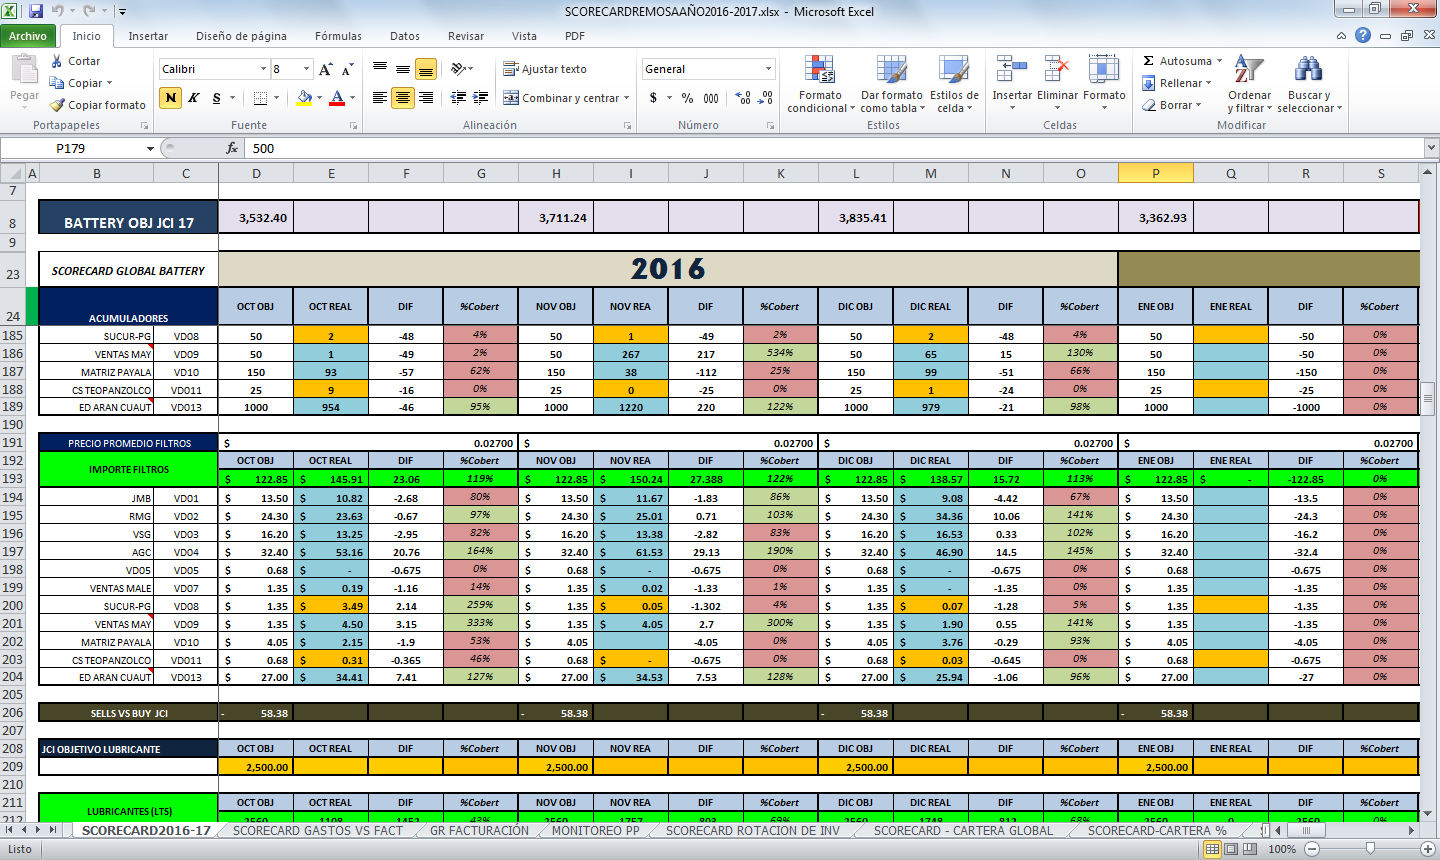 SCORECARDREMOSAAÑO2016-2017.xlsx - Microsoft Excel
Archivo Inicio Insertar Diseño de página Fórmulas Datos Revisar Vista PDF
Pegar Cortar Copiar Copiar formato Portapapeles
Calibri 8 N K S Fuente
Ajustar texto Combinar y centrar Alineación
General $ % 000 Número
Formato condicional Dar formato como tabla Estilos de celda Estilos
Insertar Eliminar Formato Celdas
Autosuma Rellenar Borrar Ordenar y filtrar Buscar y seleccionar Modificar
P179 fx 500
A B C D E F G H I J K L M N O P Q R S
7
8 BATTERY OBJ JCI 17 3,532.40 3,711.24 3,835.41 3,362.93
9
23 SCORECARD GLOBAL BATTERY 2016
24 ACUMULADORES OCT OBJ OCT REAL DIF %Cobert NOV OBJ NOV REA DIF %Cobert DIC OBJ DIC REAL DIF %Cobert ENE OBJ ENE REAL DIF %Cobert
185 SUCUR-PG VD08 50 2 -48 4% 50 1 -49 2% 50 2 -48 4% 50 -50 0%
186 VENTAS MAY VD09 50 1 -49 2% 50 267 217 534% 50 65 15 130% 50 -50 0%
187 MATRIZ PAYALA VD10 150 93 -57 62% 150 38 -112 25% 150 99 -51 66% 150 -150 0%
188 CS TEOPANZOLCO VD011 25 9 -16 0% 25 0 -25 0% 25 1 -24 0% 25 -25 0%
189 ED ARAN CUAUT VD013 1000 954 -46 95% 1000 1220 220 122% 1000 979 -21 98% 1000 -1000 0%
190
191 PRECIO PROMEDIO FILTROS $ 0.02700 $ 0.02700 $ 0.02700 $ 0.02700
192 IMPORTE FILTROS OCT OBJ OCT REAL DIF %Cobert NOV OBJ NOV REA DIF %Cobert DIC OBJ DIC REAL DIF %Cobert ENE OBJ ENE REAL DIF %Cobert
193 $ 122.85 $ 145.91 23.06 119% $ 122.85 $ 150.24 27.388 122% $ 122.85 $ 138.57 15.72 113% $ 122.85 $ - -122.85 0%
194 JMB VD01 $ 13.50 $ 10.82 -2.68 80% $ 13.50 $ 11.67 -1.83 86% $ 13.50 $ 9.08 -4.42 67% $ 13.50 -13.5 0%
195 RMG VD02 $ 24.30 $ 23.63 -0.67 97% $ 24.30 $ 25.01 0.71 103% $ 24.30 $ 34.36 10.06 141% $ 24.30 -24.3 0%
196 VSG VD03 $ 16.20 $ 13.25 -2.95 82% $ 16.20 $ 13.38 -2.82 83% $ 16.20 $ 16.53 0.33 102% $ 16.20 -16.2 0%
197 AGC VD04 $ 32.40 $ 53.16 20.76 164% $ 32.40 $ 61.53 29.13 190% $ 32.40 $ 46.90 14.5 145% $ 32.40 -32.4 0%
198 VD05 VD05 $ 0.68 $ - -0.675 0% $ 0.68 $ - -0.675 0% $ 0.68 $ - -0.675 0% $ 0.68 -0.675 0%
199 VENTAS MALE VD07 $ 1.35 $ 0.19 -1.16 14% $ 1.35 $ 0.02 -1.33 1% $ 1.35 $ - -1.35 0% $ 1.35 -1.35 0%
200 SUCUR-PG VD08 $ 1.35 $ 3.49 2.14 259% $ 1.35 $ 0.05 -1.302 4% $ 1.35 $ 0.07 -1.28 5% $ 1.35 -1.35 0%
201 VENTAS MAY VD09 $ 1.35 $ 4.50 3.15 333% $ 1.35 $ 4.05 2.7 300% $ 1.35 $ 1.90 0.55 141% $ 1.35 -1.35 0%
202 MATRIZ PAYALA VD10 $ 4.05 $ 2.15 -1.9 53% $ 4.05 -4.05 0% $ 4.05 $ 3.76 -0.29 93% $ 4.05 -4.05 0%
203 CS TEOPANZOLCO VD011 $ 0.68 $ 0.31 -0.365 46% $ 0.68 $ - -0.675 0% $ 0.68 $ 0.03 -0.645 0% $ 0.68 -0.675 0%
204 ED ARAN CUAUT VD013 $ 27.00 $ 34.41 7.41 127% $ 27.00 $ 34.53 7.53 128% $ 27.00 $ 25.94 -1.06 96% $ 27.00 -27 0%
205
206 SELLS VS BUY JCI - 58.38 - 58.38 - 58.38 - 58.38
207
208 JCI OBJETIVO LUBRICANTE OCT OBJ OCT REAL DIF %Cobert NOV OBJ NOV REA DIF %Cobert DIC OBJ DIC REAL DIF %Cobert ENE OBJ ENE REAL DIF %Cobert
209 2,500.00 2,500.00 2,500.00 2,500.00
210
211 LUBRICANTES (LTS) OCT OBJ OCT REAL DIF %Cobert NOV OBJ NOV REA DIF %Cobert DIC OBJ DIC REAL DIF %Cobert ENE OBJ ENE REAL DIF %Cobert
SCORECARD2016-17 SCORECARD GASTOS VS FACT GR FACTURACIÓN MONITOREO PP SCORECARD ROTACION DE INV SCORECARD - CARTERA GLOBAL SCORECARD-CARTERA %
Listo 100%